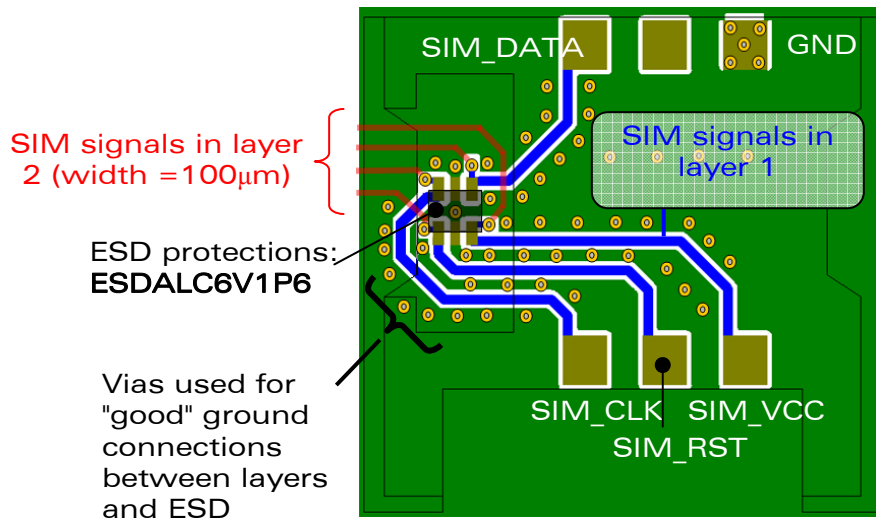 SIM_DATA
GND
SIM signals in layer
2 (width =100μm)
SIM signals in
layer 1
ESD protections:
ESDALC6V1P6
Vias used for
"good" ground
connections
between layers
and ESD
SIM_CLK
SIM_VCC
SIM_RST